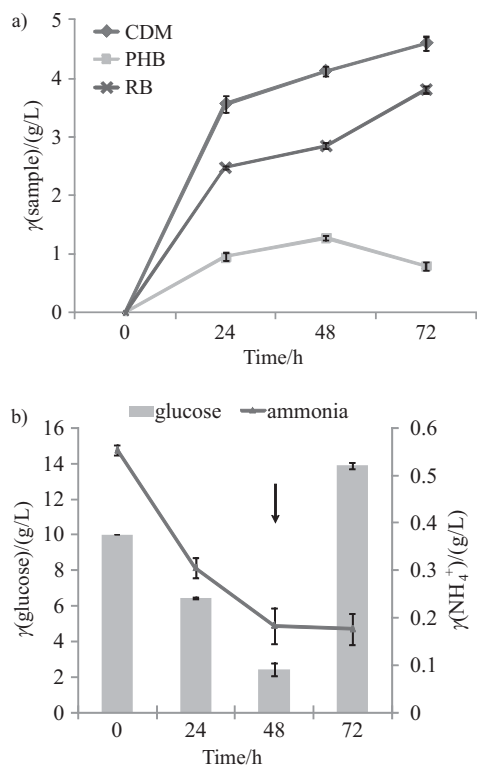 a)
5
4
3
2
1
0
γ(sample)/(g/L)
CDM
PHB
RB
0 24 48 72
Time/h
b)
glucose ammonia
16
14
12
10
8
6
4
2
0
γ(glucose)/(g/L)
0.6
0.5
0.4
0.3
0.2
0.1
0
γ(NH₄⁺)/(g/L)
0 24 48 72
Time/h